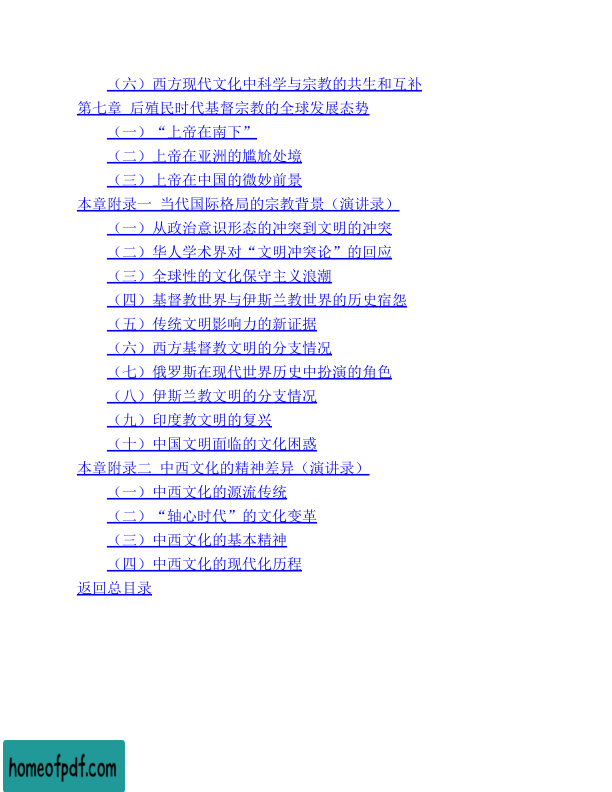 （六）西方现代文化中科学与宗教的共生和互补
第七章 后殖民时代基督宗教的全球发展态势
（一）“上帝在南下”
（二）上帝在亚洲的尴尬处境
（三）上帝在中国的微妙前景
本章附录一 当代国际格局的宗教背景（演讲录）
（一）从政治意识形态的冲突到文明的冲突
（二）华人学术界对“文明冲突论”的回应
（三）全球性的文化保守主义浪潮
（四）基督教世界与伊斯兰教世界的历史宿怨
（五）传统文明影响力的新证据
（六）西方基督教文明的分支情况
（七）俄罗斯在现代世界历史中扮演的角色
（八）伊斯兰教文明的分支情况
（九）印度教文明的复兴
（十）中国文明面临的文化困惑
本章附录二 中西文化的精神差异（演讲录）
（一）中西文化的源流传统
（二）“轴心时代”的文化变革
（三）中西文化的基本精神
（四）中西文化的现代化历程
返回总目录
homeofpdf.com